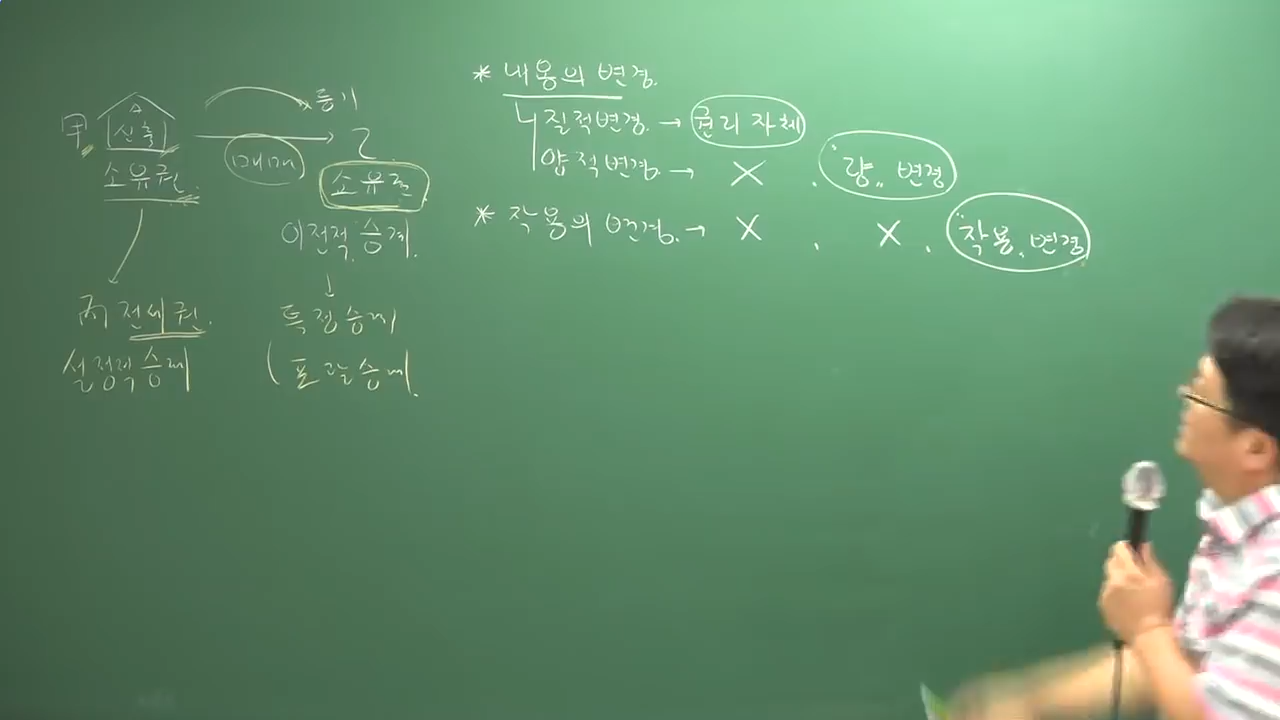 등기
甲 신축 乙
매매
소유권. 소유권
이전적 승계.
↓
丙 전세권. 특정승계
설정적 승계 포괄승계.
* 내용의 변경.
질적변경. → 권리 자체
양적변경. → X . "량" 변경
* 작용의 변경. → X . X . "작용" 변경